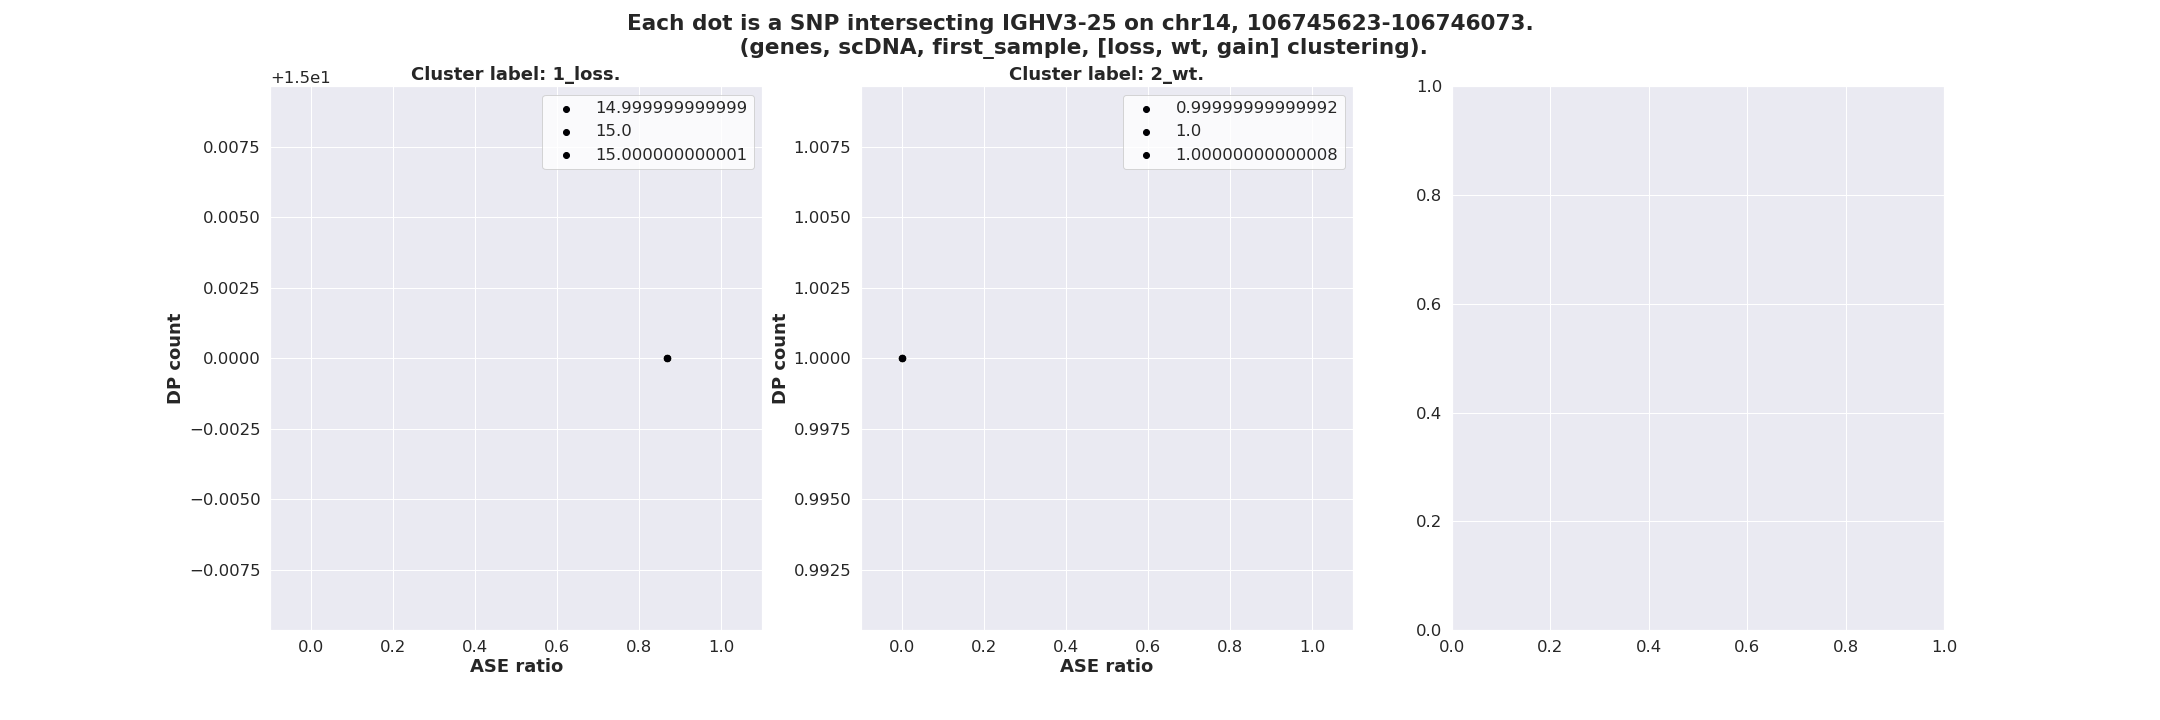 Each dot is a SNP intersecting IGHV3-25 on chr14, 106745623-106746073.
(genes, scDNA, first_sample, [loss, wt, gain] clustering).
+1.5e1
Cluster label: 1_loss.
14.999999999999
15.0
15.000000000001
0.0075
0.0050
0.0025
0.0000
−0.0025
−0.0050
−0.0075
DP count
0.0 0.2 0.4 0.6 0.8 1.0
ASE ratio
Cluster label: 2_wt.
0.99999999999992
1.0
1.00000000000008
1.0075
1.0050
1.0025
1.0000
0.9975
0.9950
0.9925
DP count
0.0 0.2 0.4 0.6 0.8 1.0
ASE ratio
1.0
0.8
0.6
0.4
0.2
0.0
0.0 0.2 0.4 0.6 0.8 1.0